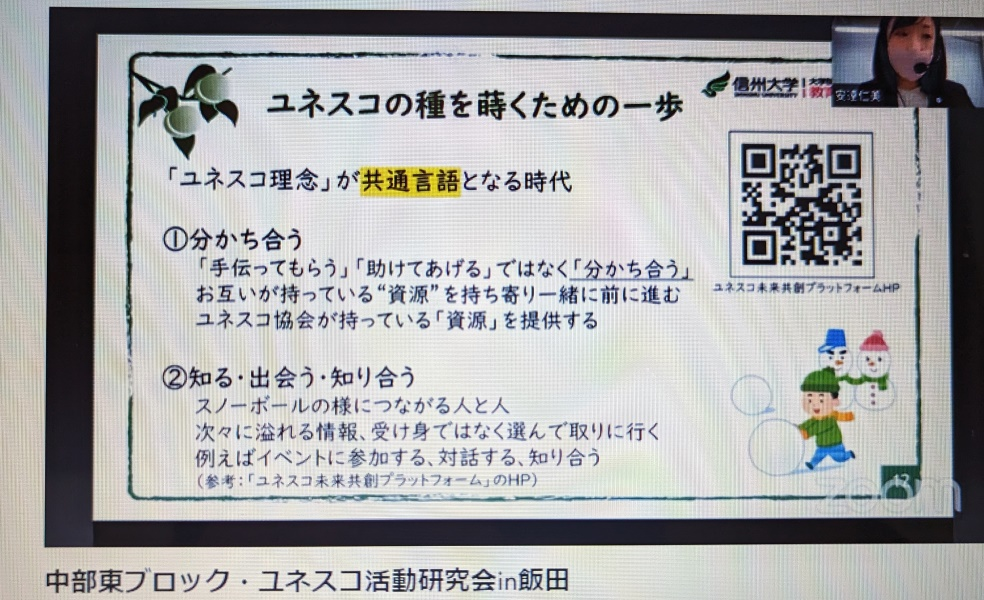 ユネスコの種を蒔くための一歩
信州大学
安達仁美
「ユネスコ理念」が共通言語となる時代
①分かち合う
「手伝ってもらう」「助けてあげる」ではなく「分かち合う」
お互いが持っている“資源”を持ち寄り一緒に前に進む
ユネスコ協会が持っている「資源」を提供する
ユネスコ未来共創プラットフォームHP
②知る・出会う・知り合う
スノーボールの様につながる人と人
次々に溢れる情報、受け身ではなく選んで取りに行く
例えばイベントに参加する、対話する、知り合う
(参考:「ユネスコ未来共創プラットフォーム」のHP)
zoom
中部東ブロック・ユネスコ活動研究会in飯田